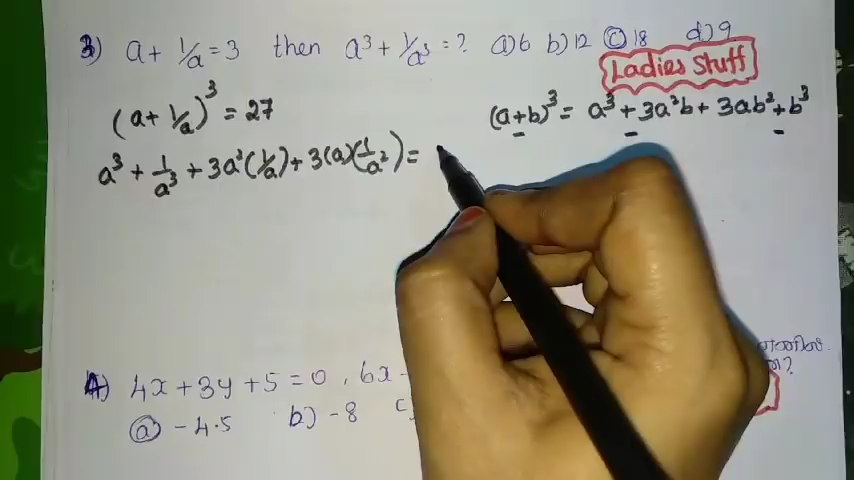 3) a + 1/a = 3 then a³ + 1/a³ = ? a) 6 b) 12 c) 18 d) 9
Ladies Stuff
(a + 1/a)³ = 27
(a+b)³ = a³ + 3a²b + 3ab² + b³
a³ + 1/a³ + 3a²(1/a) + 3(a)(1/a²) =
4) 4x + 3y + 5 = 0, 6x
a) -4.5 b) -8 c)